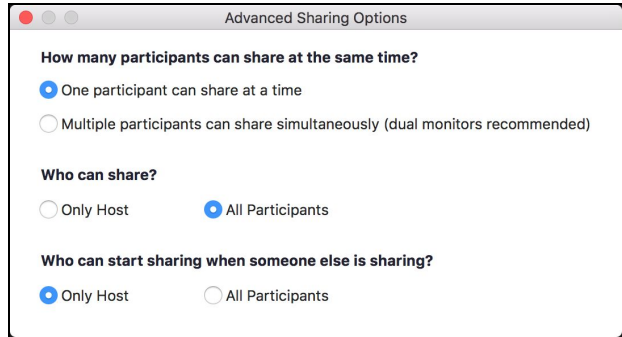 Advanced Sharing Options
How many participants can share at the same time?
One participant can share at a time
Multiple participants can share simultaneously (dual monitors recommended)
Who can share?
Only Host
All Participants
Who can start sharing when someone else is sharing?
Only Host
All Participants